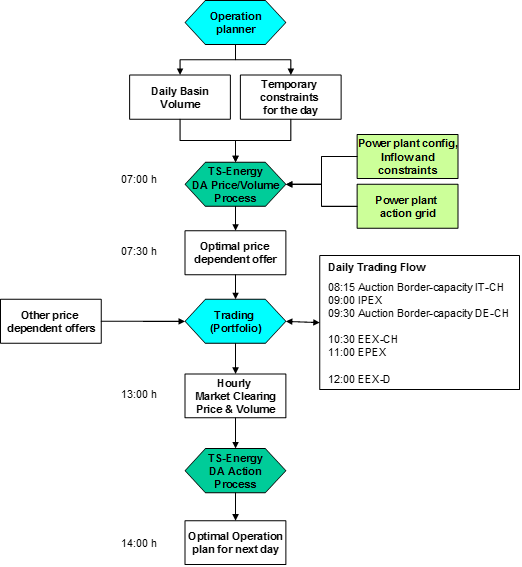 Operation
planner
Daily Basin
Volume
Temporary
constraints
for the day
Power plant config,
Inflow and
constraints
07:00 h
TS-Energy
DA Price/Volume
Process
Power plant
action grid
07:30 h
Optimal price
dependent offer
Daily Trading Flow
08:15 Auction Border-capacity IT-CH
09:00 IPEX
09:30 Auction Border-capacity DE-CH
10:30 EEX-CH
11:00 EPEX
12:00 EEX-D
Other price
dependent offers
Trading
(Portfolio)
13:00 h
Hourly
Market Clearing
Price & Volume
TS-Energy
DA Action
Process
14:00 h
Optimal Operation
plan for next day